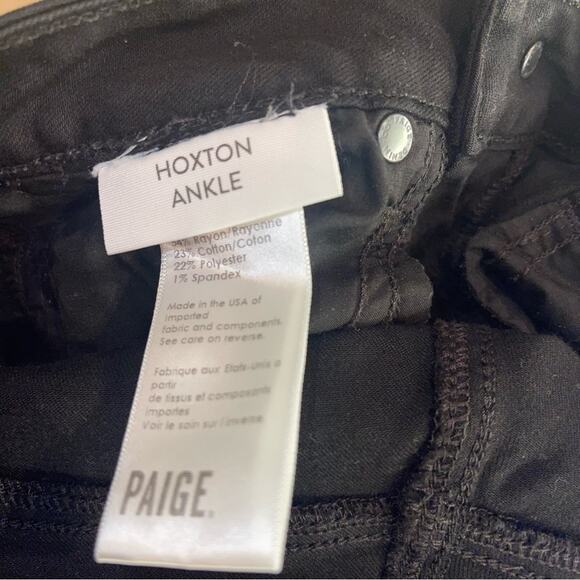 HOXTON
ANKLE
54% Rayon/Rayonne
23% Cotton/Coton
22% Polyester
1% Spandex
Made in the USA of
imported
fabric and components.
See care on reverse.
Fabrique aux Etats-Unis a
partir
de tissus et composants
importes
Voir le soin sur l'inverse
PAIGE.